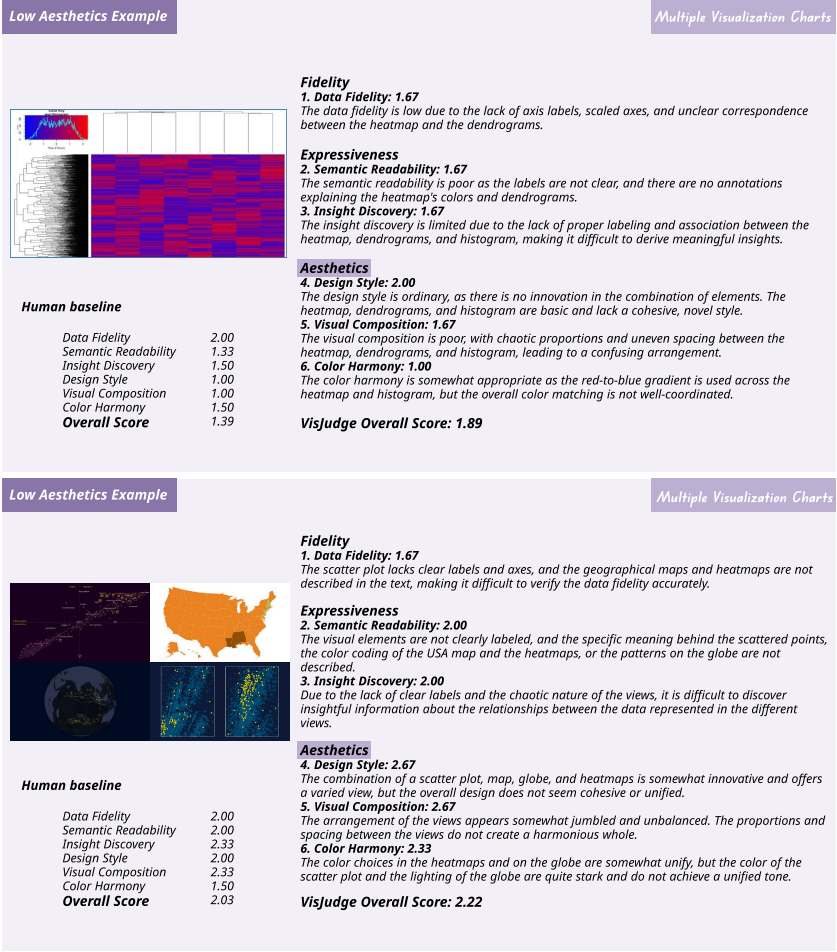 Low Aesthetics Example
Multiple Visualization Charts
Fidelity
1. Data Fidelity: 1.67
The data fidelity is low due to the lack of axis labels, scaled axes, and unclear correspondence
between the heatmap and the dendrograms.
Expressiveness
2. Semantic Readability: 1.67
The semantic readability is poor as the labels are not clear, and there are no annotations
explaining the heatmap's colors and dendrograms.
3. Insight Discovery: 1.67
The insight discovery is limited due to the lack of proper labeling and association between the
heatmap, dendrograms, and histogram, making it difficult to derive meaningful insights.
Aesthetics
4. Design Style: 2.00
The design style is ordinary, as there is no innovation in the combination of elements. The
heatmap, dendrograms, and histogram are basic and lack a cohesive, novel style.
5. Visual Composition: 1.67
The visual composition is poor, with chaotic proportions and uneven spacing between the
heatmap, dendrograms, and histogram, leading to a confusing arrangement.
6. Color Harmony: 1.00
The color harmony is somewhat appropriate as the red-to-blue gradient is used across the
heatmap and histogram, but the overall color matching is not well-coordinated.
VisJudge Overall Score: 1.89
Human baseline
Data Fidelity 2.00
Semantic Readability 1.33
Insight Discovery 1.50
Design Style 1.00
Visual Composition 1.00
Color Harmony 1.50
Overall Score 1.39
Low Aesthetics Example
Multiple Visualization Charts
Fidelity
1. Data Fidelity: 1.67
The scatter plot lacks clear labels and axes, and the geographical maps and heatmaps are not
described in the text, making it difficult to verify the data fidelity accurately.
Expressiveness
2. Semantic Readability: 2.00
The visual elements are not clearly labeled, and the specific meaning behind the scattered points,
the color coding of the USA map and the heatmaps, or the patterns on the globe are not
described.
3. Insight Discovery: 2.00
Due to the lack of clear labels and the chaotic nature of the views, it is difficult to discover
insightful information about the relationships between the data represented in the different
views.
Aesthetics
4. Design Style: 2.67
The combination of a scatter plot, map, globe, and heatmaps is somewhat innovative and offers
a varied view, but the overall design does not seem cohesive or unified.
5. Visual Composition: 2.67
The arrangement of the views appears somewhat jumbled and unbalanced. The proportions and
spacing between the views do not create a harmonious whole.
6. Color Harmony: 2.33
The color choices in the heatmaps and on the globe are somewhat unify, but the color of the
scatter plot and the lighting of the globe are quite stark and do not achieve a unified tone.
VisJudge Overall Score: 2.22
Human baseline
Data Fidelity 2.00
Semantic Readability 2.00
Insight Discovery 2.33
Design Style 2.00
Visual Composition 2.33
Color Harmony 1.50
Overall Score 2.03